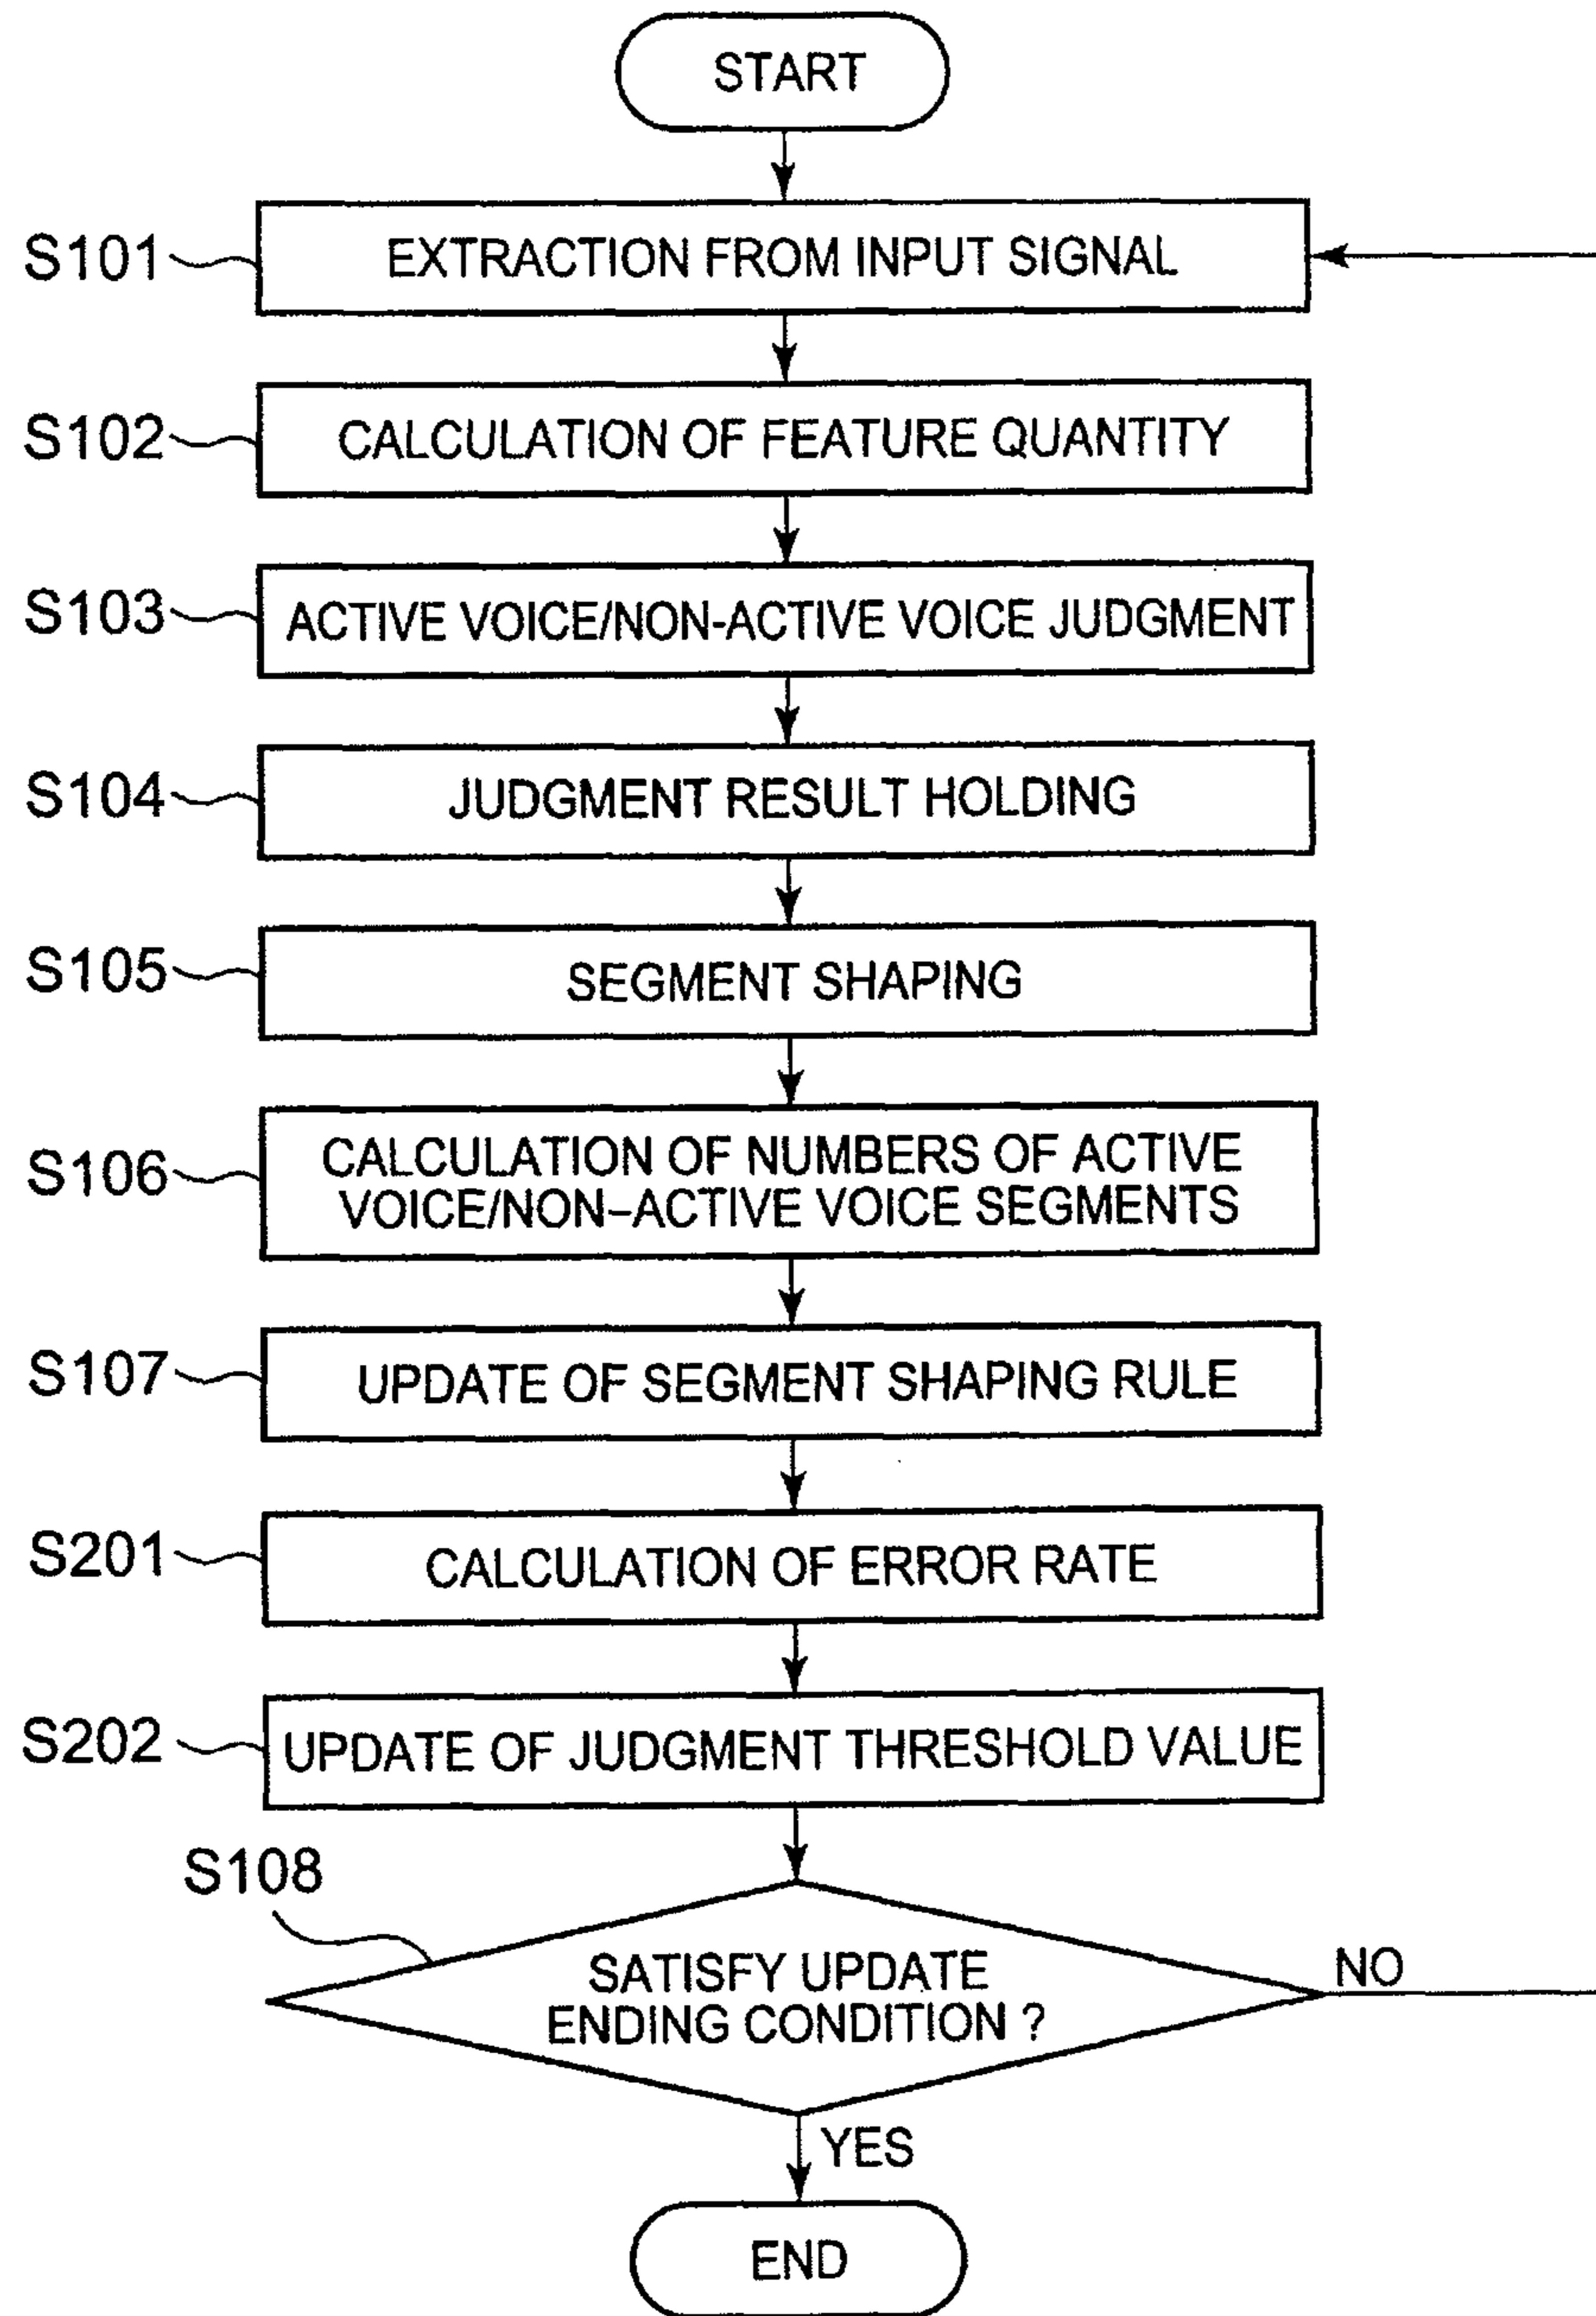 START
S101 EXTRACTION FROM INPUT SIGNAL
S102 CALCULATION OF FEATURE QUANTITY
S103 ACTIVE VOICE/NON-ACTIVE VOICE JUDGMENT
S104 JUDGMENT RESULT HOLDING
S105 SEGMENT SHAPING
S106 CALCULATION OF NUMBERS OF ACTIVE
VOICE/NON-ACTIVE VOICE SEGMENTS
S107 UPDATE OF SEGMENT SHAPING RULE
S201 CALCULATION OF ERROR RATE
S202 UPDATE OF JUDGMENT THRESHOLD VALUE
S108
SATISFY UPDATE
ENDING CONDITION ?
NO
YES
END